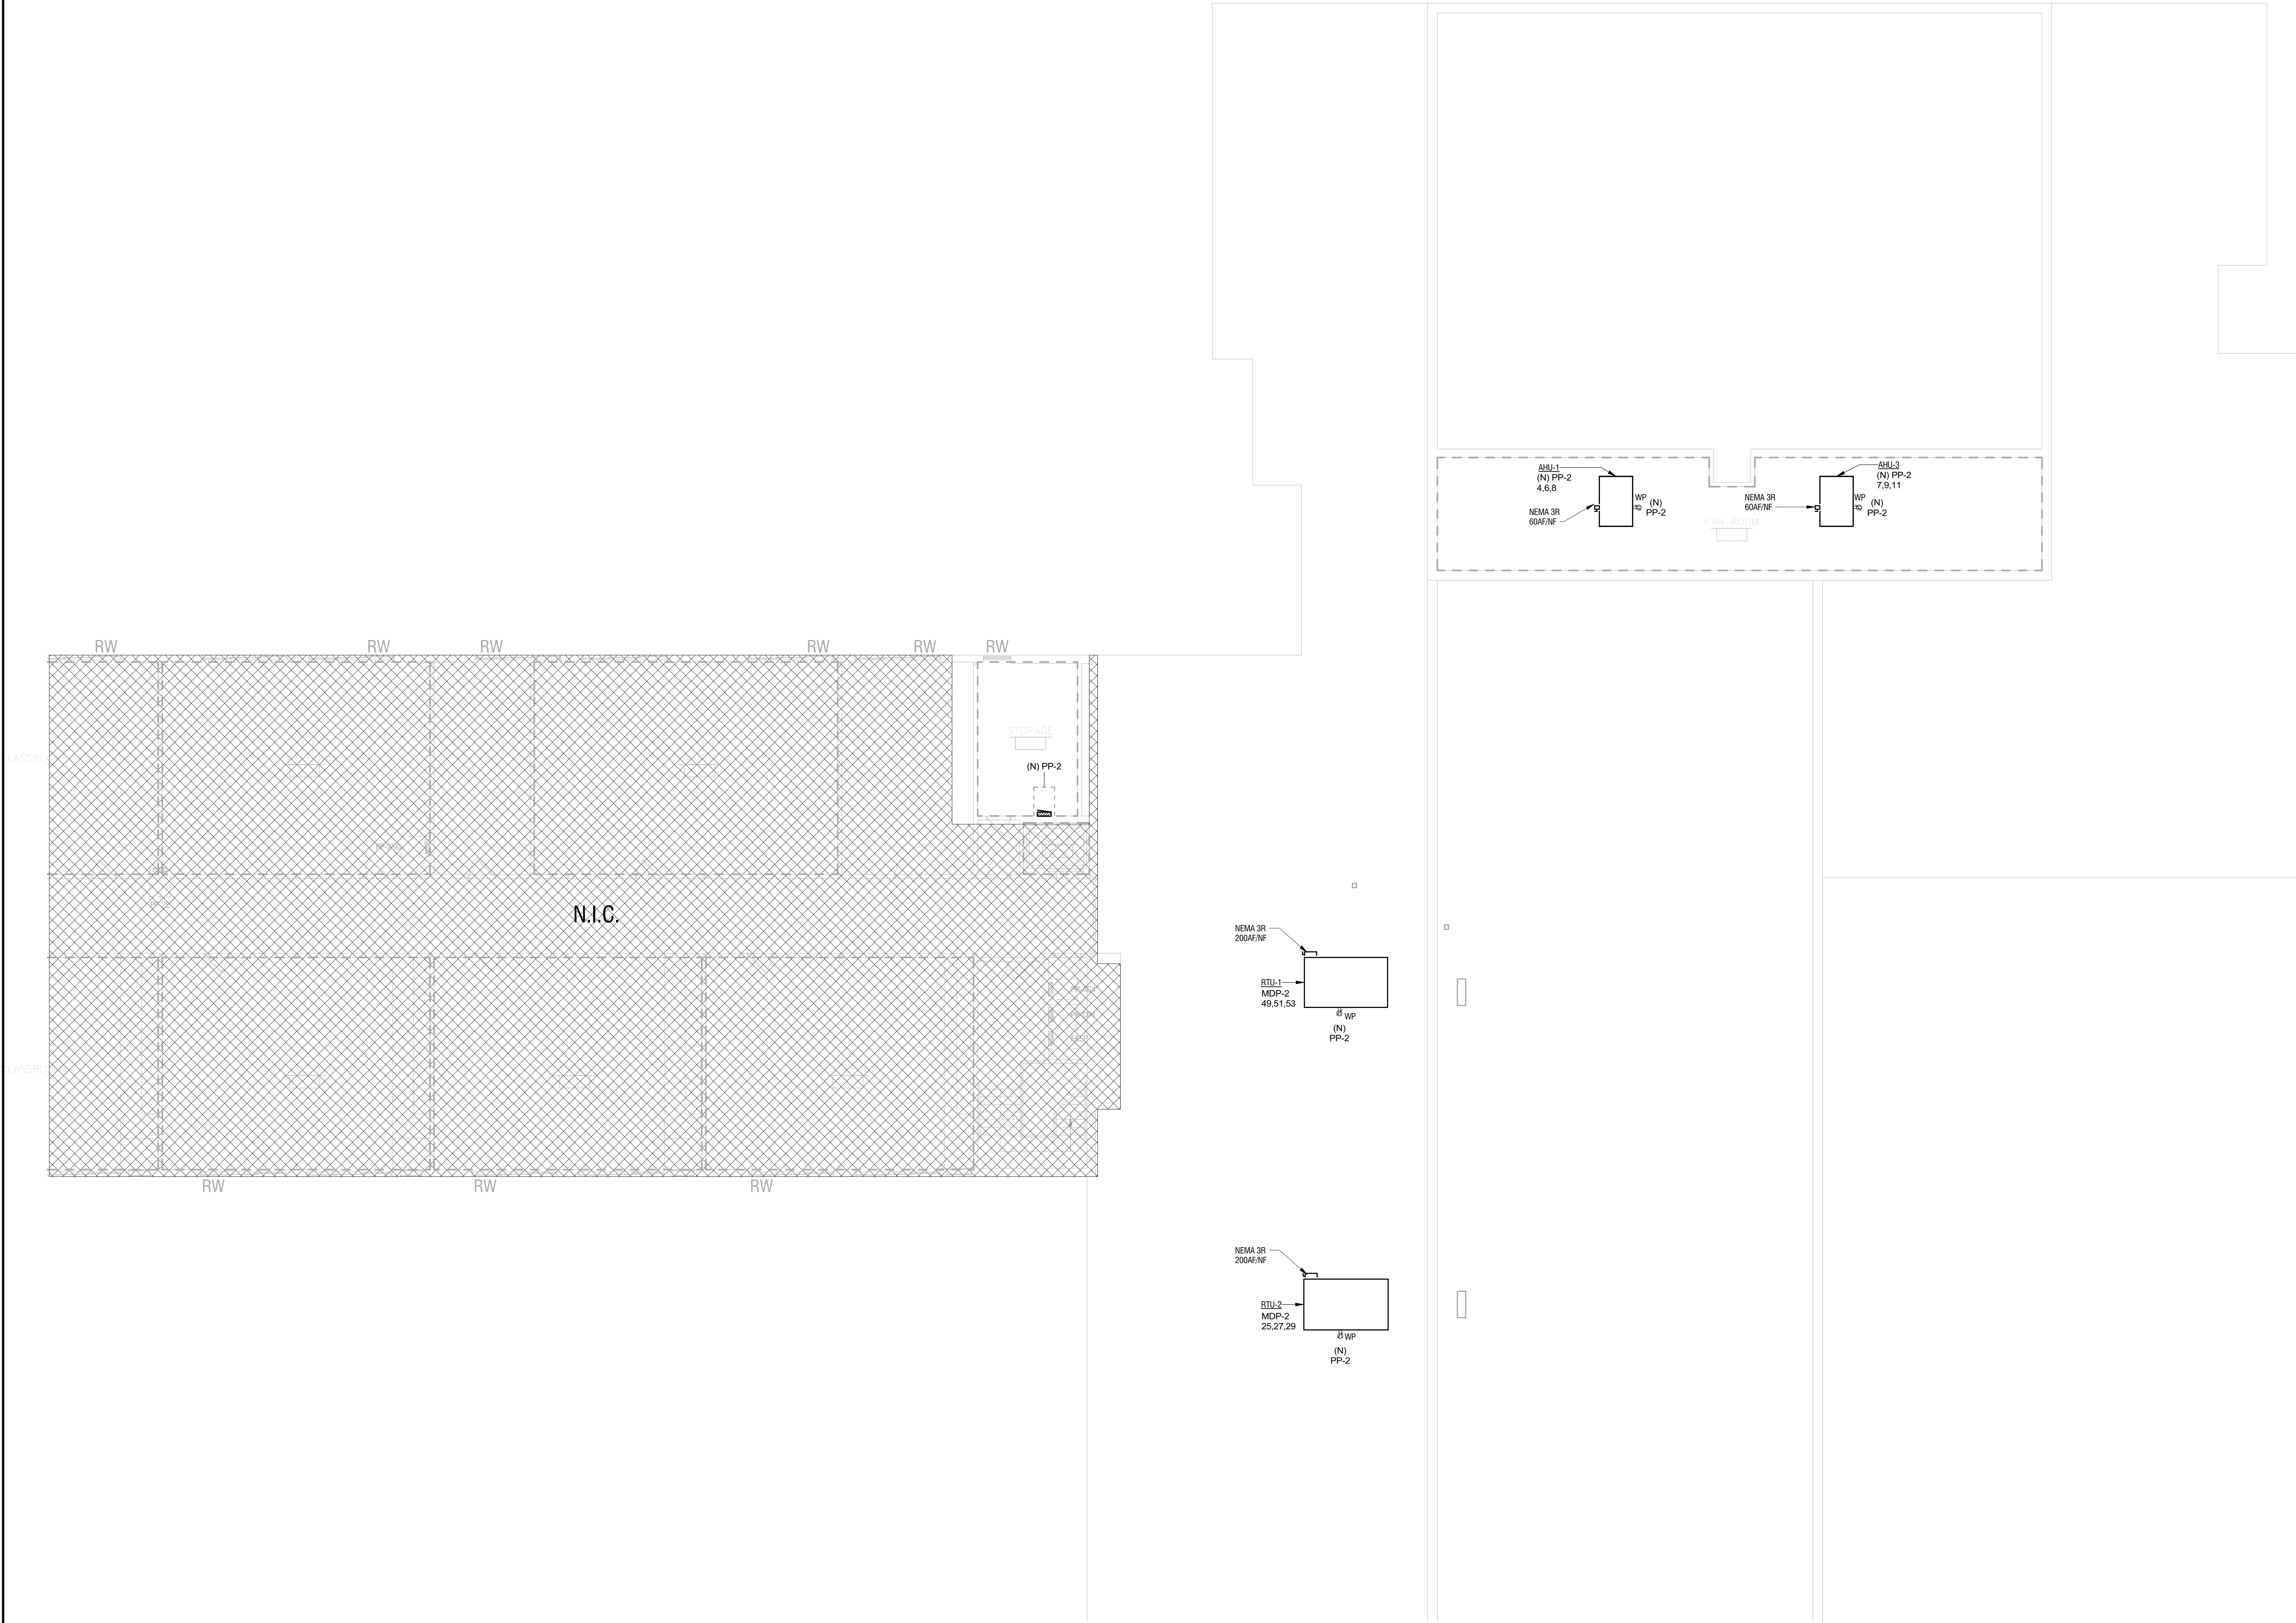 AHU-1
(N) PP-2
4,6,8
NEMA 3R
60AF/NF
WP
(N)
PP-2
FAN ROOM
NEMA 3R
60AF/NF
AHU-3
(N) PP-2
7,9,11
WP
(N)
PP-2
RW
RW
RW
RW
RW
RW
STORAGE
(N) PP-2
N.I.C.
NEMA 3R
200AF/NF
RTU-1
MDP-2
49,51,53
WP
(N)
PP-2
RW
RW
RW
NEMA 3R
200AF/NF
RTU-2
MDP-2
25,27,29
WP
(N)
PP-2